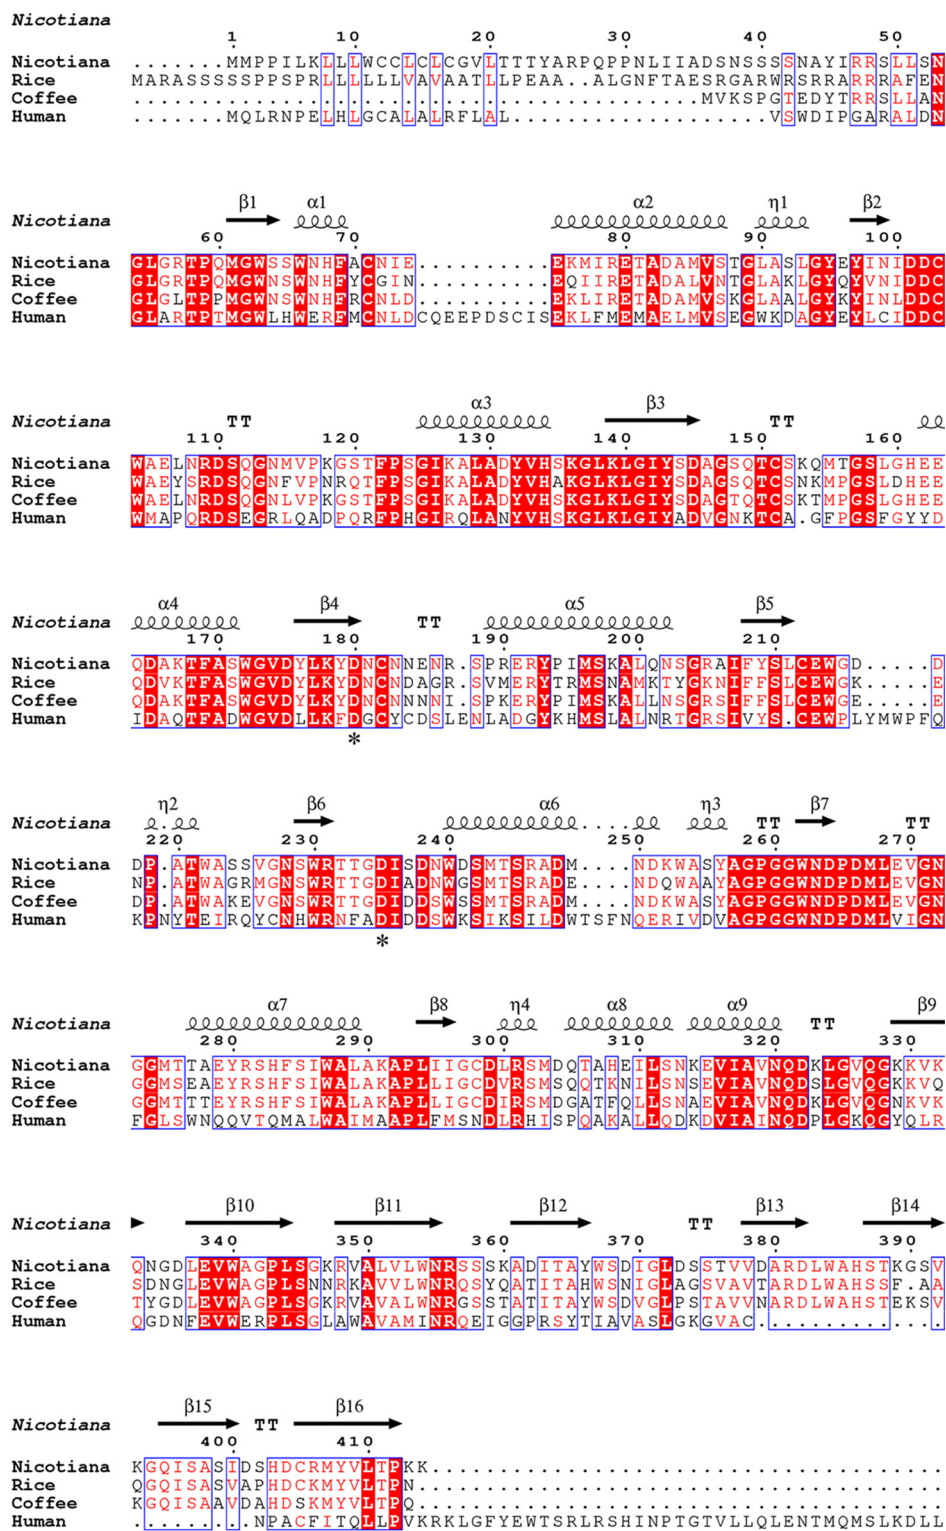 Nicotiana
1 10 20 30 40 50
Nicotiana .......MMPPILKLLLWCCLCLCGVLTTTYARPQPPNLIIADSNSSSSNAYIRRSLLSN
Rice MARASSSSSPPSPRLLLLLLVAVAATLLPEAA..ALGNFTAESRGARWRSRRARRRAFEN
Coffee ..........................................MVKSPGTEDYTRRSLLAN
Human .......MQLRNPELHLGCALALRFLAL...................VSWDIPGARALDN
β1 α1 α2 η1 β2
Nicotiana
60 70 80 90 100
Nicotiana GLGRTPQMGWSSWNHFACNIE..........EKMIRETADAMVSTGLASLGYEYINIDDC
Rice GLGRTPQMGWNSWNHFYCGIN..........EQIIRETADALVNTGLAKLGYQYVNIDDC
Coffee GLGLTPPMGWNSWNHFRCNLD..........EKLIRETADAMVSKGLAALGYKYINLDDC
Human GLARTPTMGWLHWERFMCNLDCQEEPDSCISEKLFMEMAELMVSEGWKDAGYEYLCIDDC
α3 β3
Nicotiana TT TT
110 120 130 140 150 160
Nicotiana WAELNRDSQGNMVPKGSTFPSGIKALADYVHSKGLKLGIYSDAGSQTCSKQMTGSLGHEE
Rice WAEYSRDSQGNFVPNRQTFPSGIKALADYVHAKGLKLGIYSDAGSQTCSNKMPGSLDHEE
Coffee WAELNRDSQGNLVPKGSTFPSGIKALADYVHSKGLKLGIYSDAGTQTCSKTMPGSLGHEE
Human WMAPQRDSEGRLQADPQRFPHGIRQLANYVHSKGLKLGIYADVGNKTCA.GFPGSFGYYD
α4 β4 α5 β5
Nicotiana TT
170 180 190 200 210
Nicotiana QDAKTFASWGVDYLKYDNCNNENR.SPRERYPIMSKALQNSGRAIFYSLCEWGD.....D
Rice QDVKTFASWGVDYLKYDNCNDAGR.SVMERYTRMSNAMKTYGKNIFFSLCEWGK.....E
Coffee QDAKTFASWGVDYLKYDNCNNNNI.SPKERYPIMSKALLNSGRSIFFSLCEWGE.....E
Human IDAQTFADWGVDLLKFDGCYCDSLENLADGYKHMSLALNRTGRSIVYS.CEWPLYMWPFQ
*
η2 β6 α6 η3 β7
Nicotiana .... TT TT
220 230 240 250 260 270
Nicotiana DP.ATWASSVGNSWRTTGDISDNWDSMTSRADM....NDKWASYAGPGGWNDPDMLEVGN
Rice NP.ATWAGRMGNSWRTTGDIADNWGSMTSRADE....NDQWAAYAGPGGWNDPDMLEVGN
Coffee DP.ATWAKEVGNSWRTTGDIDDSWSSMTSRADM....NDKWASYAGPGGWNDPDMLEVGN
Human KPNYTEIRQYCNHWRNFADIDDSWKSIKSILDWTSFNQERIVDVAGPGGWNDPDMLVIGN
*
α7 β8 η4 α8 α9 β9
Nicotiana TT
280 290 300 310 320 330
Nicotiana GGMTTAEYRSHFSIWALAKAPLIIGCDLRSMDQTAHEILSNKEVIAVNQDKLGVQGKKVK
Rice GGMSEAEYRSHFSIWALAKAPLLIGCDVRSMSQQTKNILSNSEVIAVNQDSLGVQGKKVQ
Coffee GGMTTTEYRSHFSIWALAKAPLLIGCDIRSMDGATFQLLSNAEVIAVNQDKLGVQGNKVK
Human FGLSWNQQVTQMALWAIMAAPLFMSNDLRHISPQAKALLQDKDVIAINQDPLGKQGYQLR
β10 β11 β12 β13 β14
Nicotiana TT
340 350 360 370 380 390
Nicotiana QNGDLEVWAGPLSGKRVALVLWNRSSKADITAYWSDIGLDSSTVVDARDLWAHSTKGSV
Rice SDNGLEVWAGPLSNNRKAVVLWNRQSYQATITAHWSNIGLAGSVAVTARDLWAHSSF.AA
Coffee TYGDLEVWAGPLSGKRVAVALWNRGSSTATITAYWSDVGLPSTAVVNARDLWAHSTEKSV
Human QGDNFEVWERPLSGLAWAVAMINRQEIGGPRSYTIAVASLGKGVAC..............
β15 β16
Nicotiana TT
400 410
Nicotiana KGQISASIDSHDCRMYVLTPKK......................................
Rice QGQISASVAPHDCKMYVLTPN.......................................
Coffee KGQISAAVDAHDSKMYVLTPQ.......................................
Human .........NPACFITQLLPVKRKLGFYEWTSRLRSHINPTGTVLLQLENTMQMSLKDLL